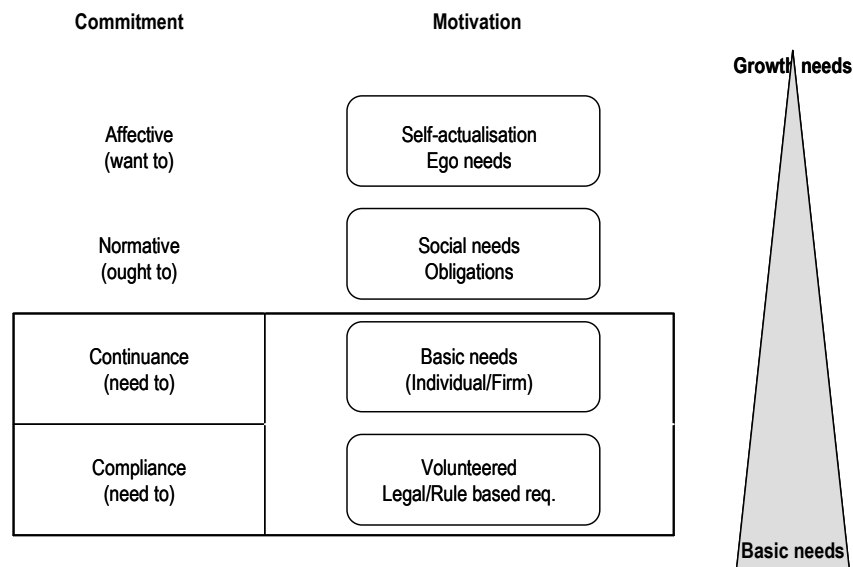 Commitment
Motivation
Growth needs
Affective
(want to)
Self-actualisation
Ego needs
Normative
(ought to)
Social needs
Obligations
Continuance
(need to)
Basic needs
(Individual/Firm)
Compliance
(need to)
Volunteered
Legal/Rule based req.
Basic needs